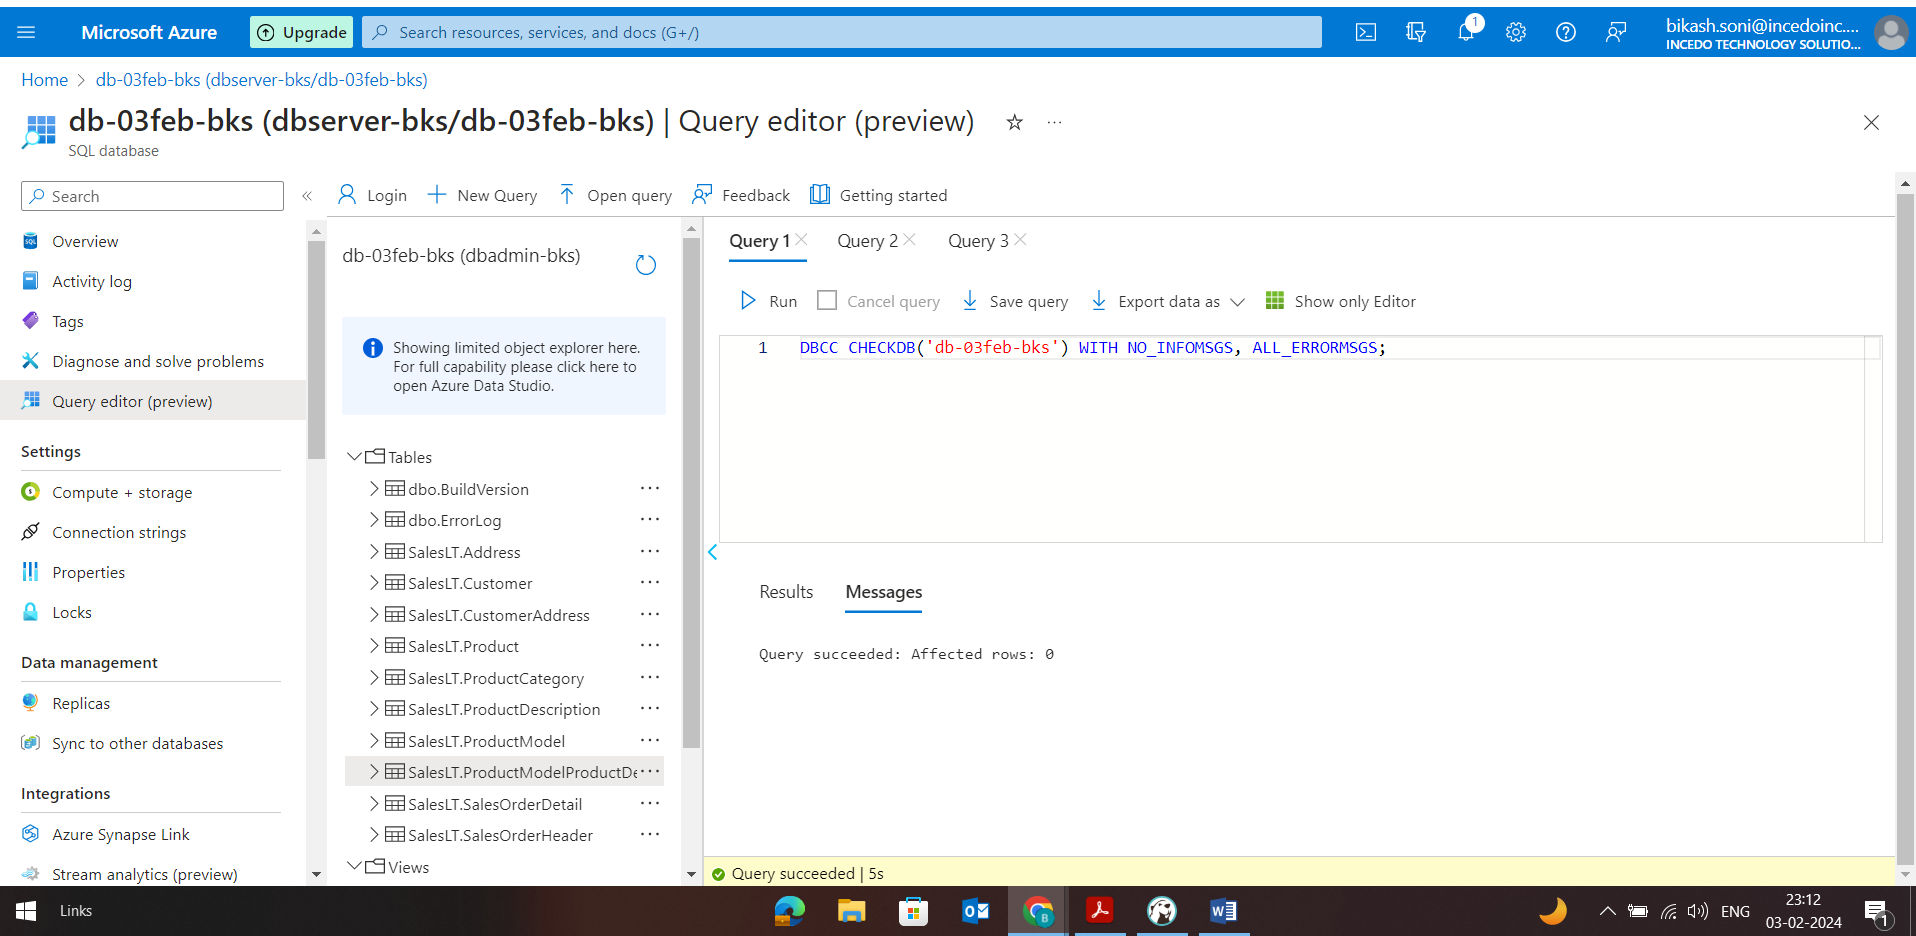 Microsoft Azure
Upgrade
Search resources, services, and docs (G+/)
1
bikash.soni@incedoinc....
INCEDO TECHNOLOGY SOLUTIO...
Home > db-03feb-bks (dbserver-bks/db-03feb-bks)
db-03feb-bks (dbserver-bks/db-03feb-bks) | Query editor (preview)
SQL database
Search
Overview
Activity log
Tags
Diagnose and solve problems
Query editor (preview)
Settings
Compute + storage
Connection strings
Properties
Locks
Data management
Replicas
Sync to other databases
Integrations
Azure Synapse Link
Stream analytics (preview)
Login
New Query
Open query
Feedback
Getting started
db-03feb-bks (dbadmin-bks)
Showing limited object explorer here.
For full capability please click here to
open Azure Data Studio.
Tables
dbo.BuildVersion
dbo.ErrorLog
SalesLT.Address
SalesLT.Customer
SalesLT.CustomerAddress
SalesLT.Product
SalesLT.ProductCategory
SalesLT.ProductDescription
SalesLT.ProductModel
SalesLT.ProductModelProductDe
SalesLT.SalesOrderDetail
SalesLT.SalesOrderHeader
Views
Query 1
Query 2
Query 3
Run
Cancel query
Save query
Export data as
Show only Editor
1 DBCC CHECKDB('db-03feb-bks') WITH NO_INFOMSGS, ALL_ERRORMSGS;
Results
Messages
Query succeeded: Affected rows: 0
Query succeeded | 5s
Links
ENG
23:12
03-02-2024
1